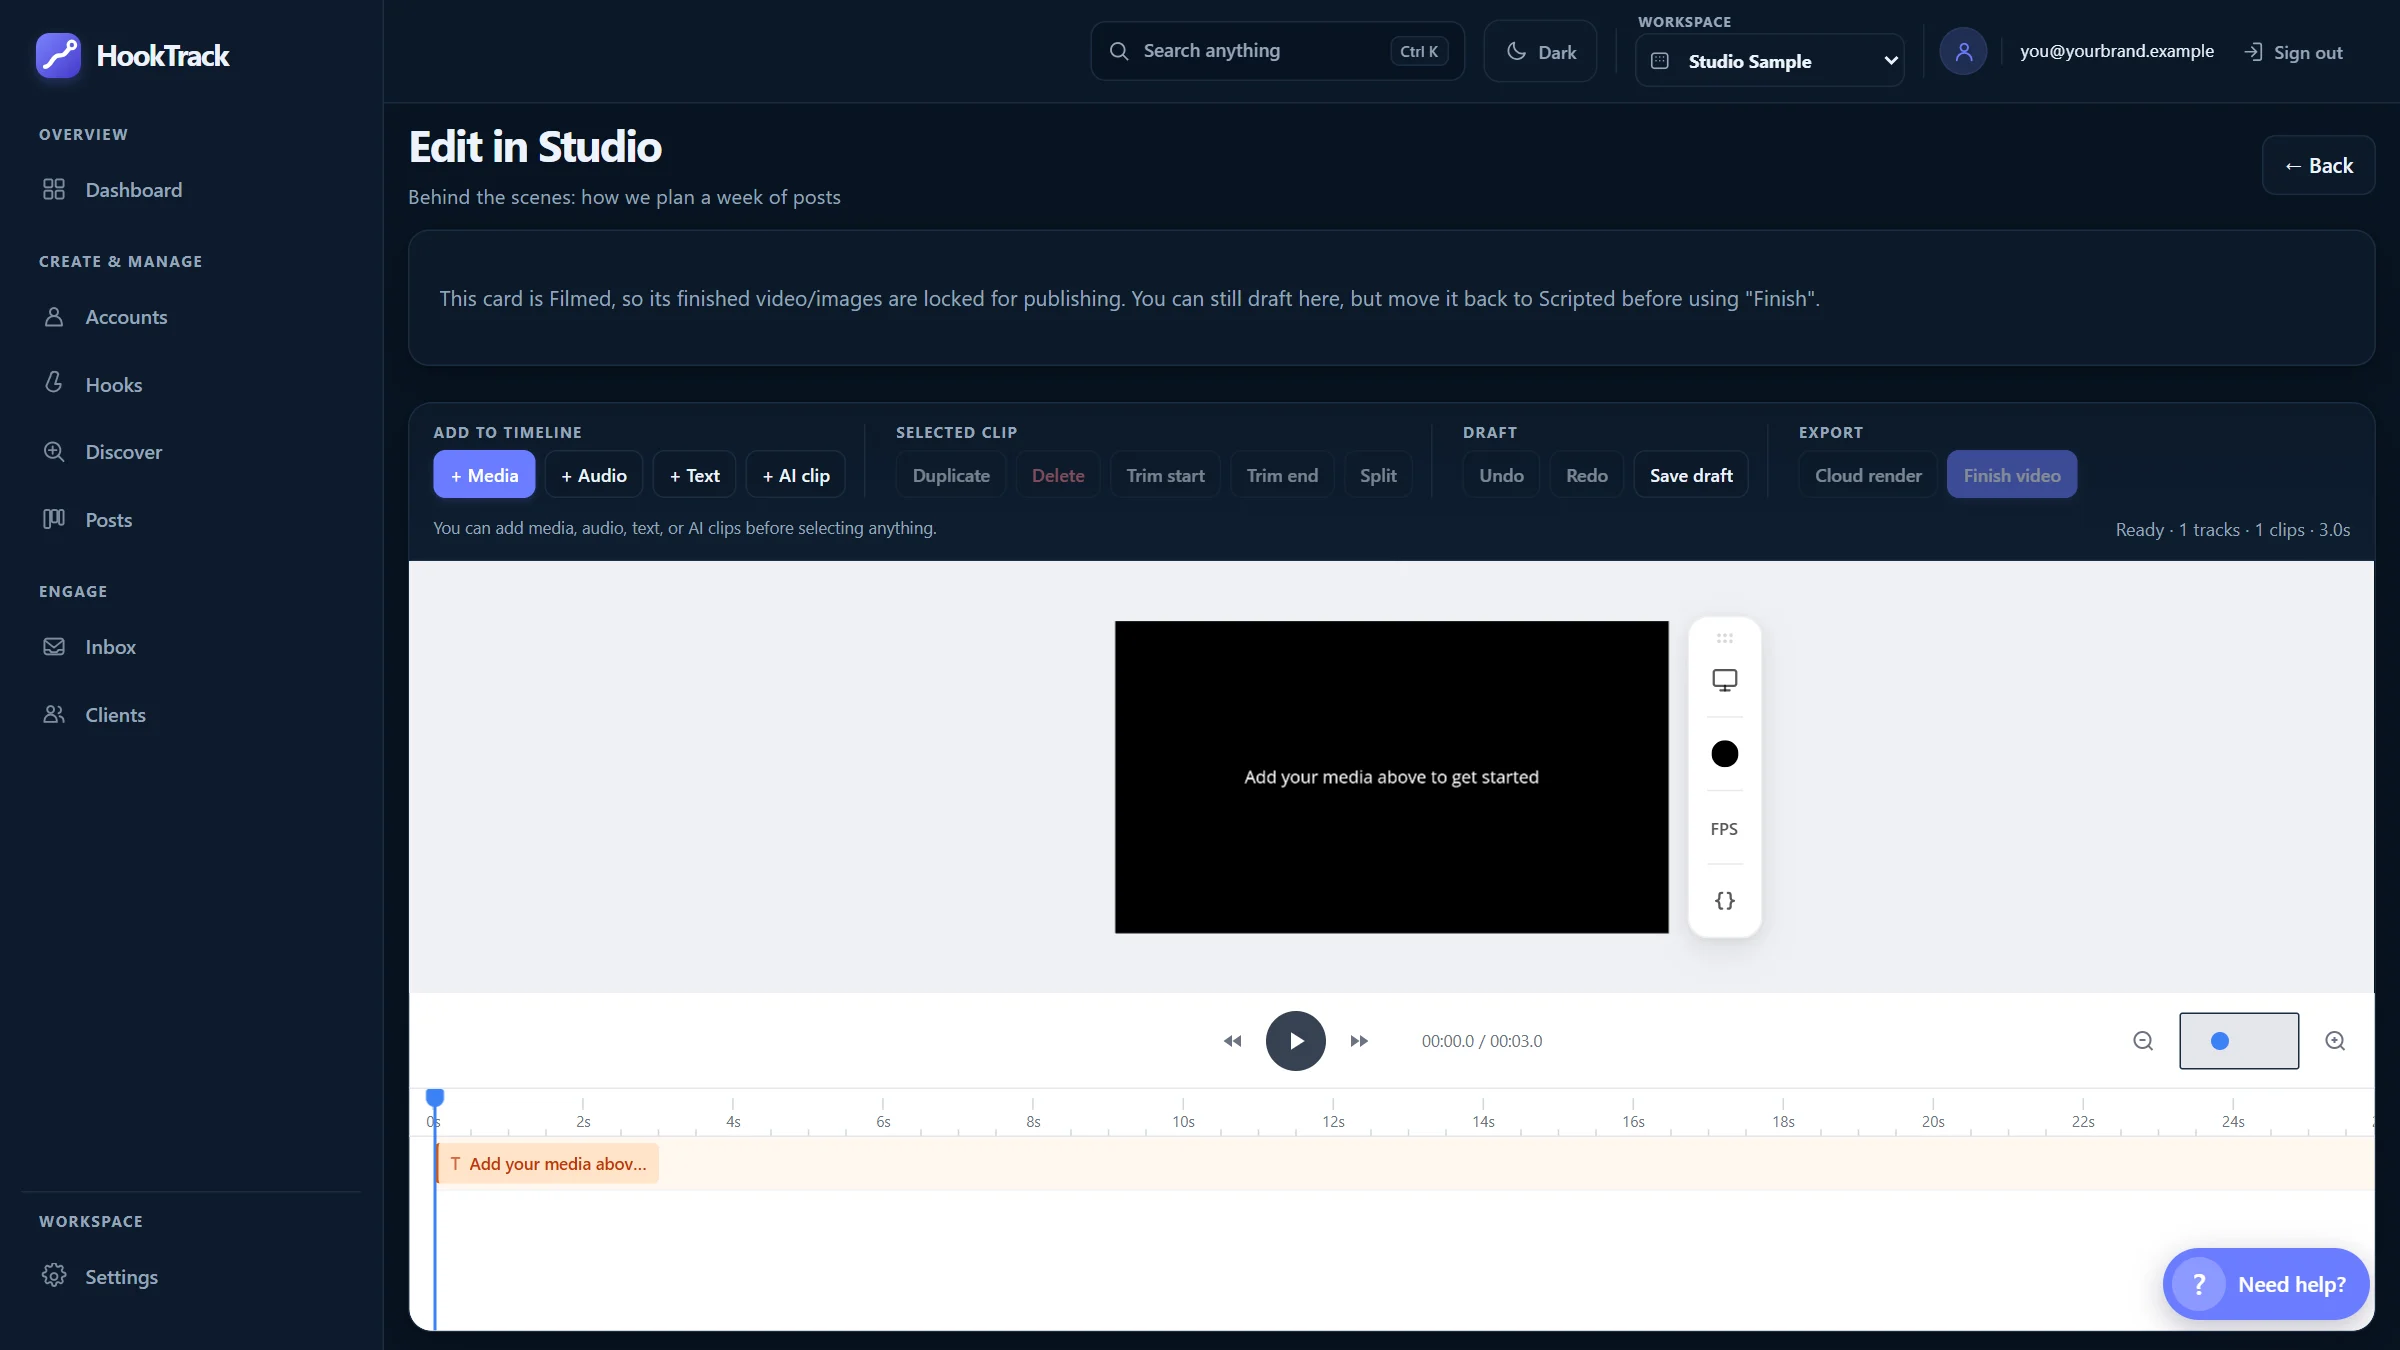 HookTrack
Search anything
Ctrl K
Dark
WORKSPACE
Studio Sample
you@yourbrand.example
Sign out
OVERVIEW
Dashboard
CREATE & MANAGE
Accounts
Hooks
Discover
Posts
ENGAGE
Inbox
Clients
WORKSPACE
Settings
Edit in Studio
Behind the scenes: how we plan a week of posts
← Back
This card is Filmed, so its finished video/images are locked for publishing. You can still draft here, but move it back to Scripted before using "Finish".
ADD TO TIMELINE
+ Media
+ Audio
+ Text
+ AI clip
SELECTED CLIP
Duplicate
Delete
Trim start
Trim end
Split
DRAFT
Undo
Redo
Save draft
EXPORT
Cloud render
Finish video
You can add media, audio, text, or AI clips before selecting anything.
Ready · 1 tracks · 1 clips · 3.0s
Add your media above to get started
FPS
{}
00:00.0 / 00:03.0
0s 2s 4s 6s 8s 10s 12s 14s 16s 18s 20s 22s 24s
T Add your media abov...
? Need help?